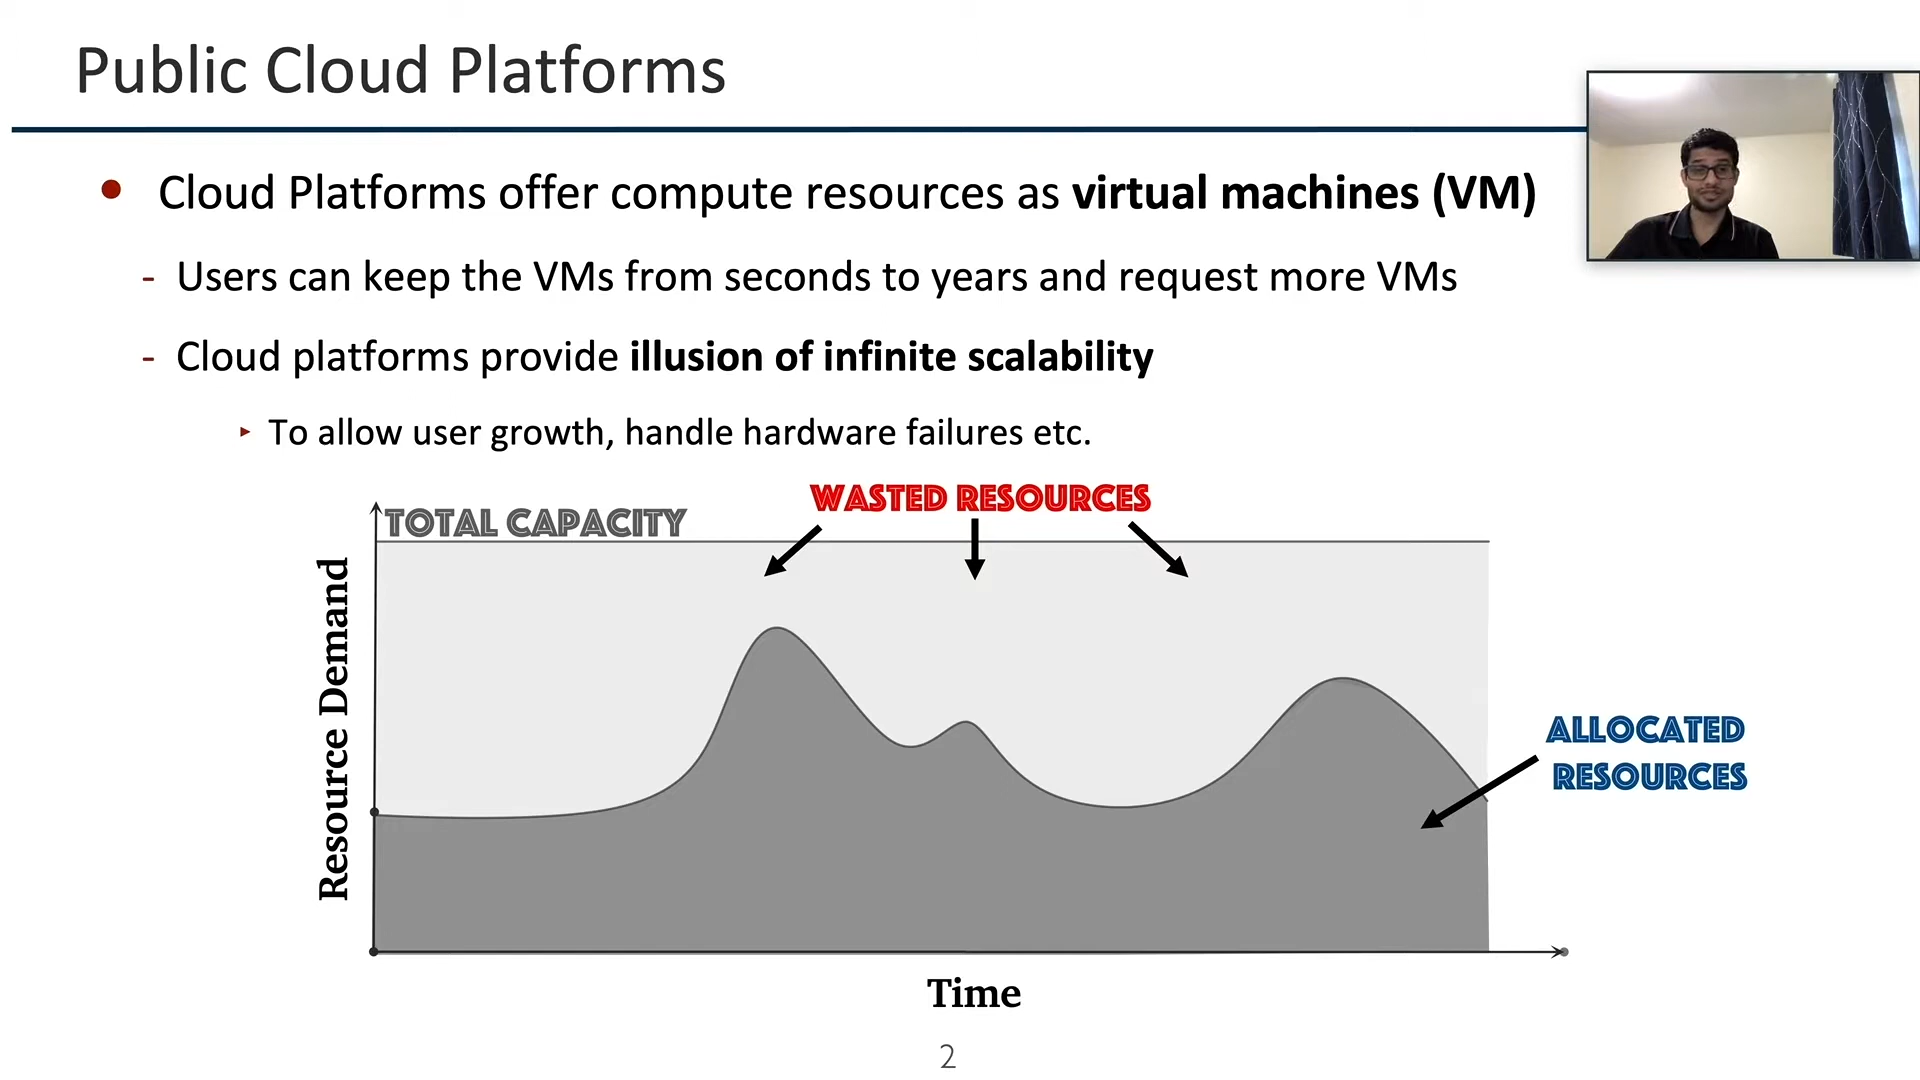 Public Cloud Platforms
• Cloud Platforms offer compute resources as virtual machines (VM)
- Users can keep the VMs from seconds to years and request more VMs
- Cloud platforms provide illusion of infinite scalability
‣ To allow user growth, handle hardware failures etc.
WASTED RESOURCES
TOTAL CAPACITY
Resource Demand
ALLOCATED
RESOURCES
Time
2